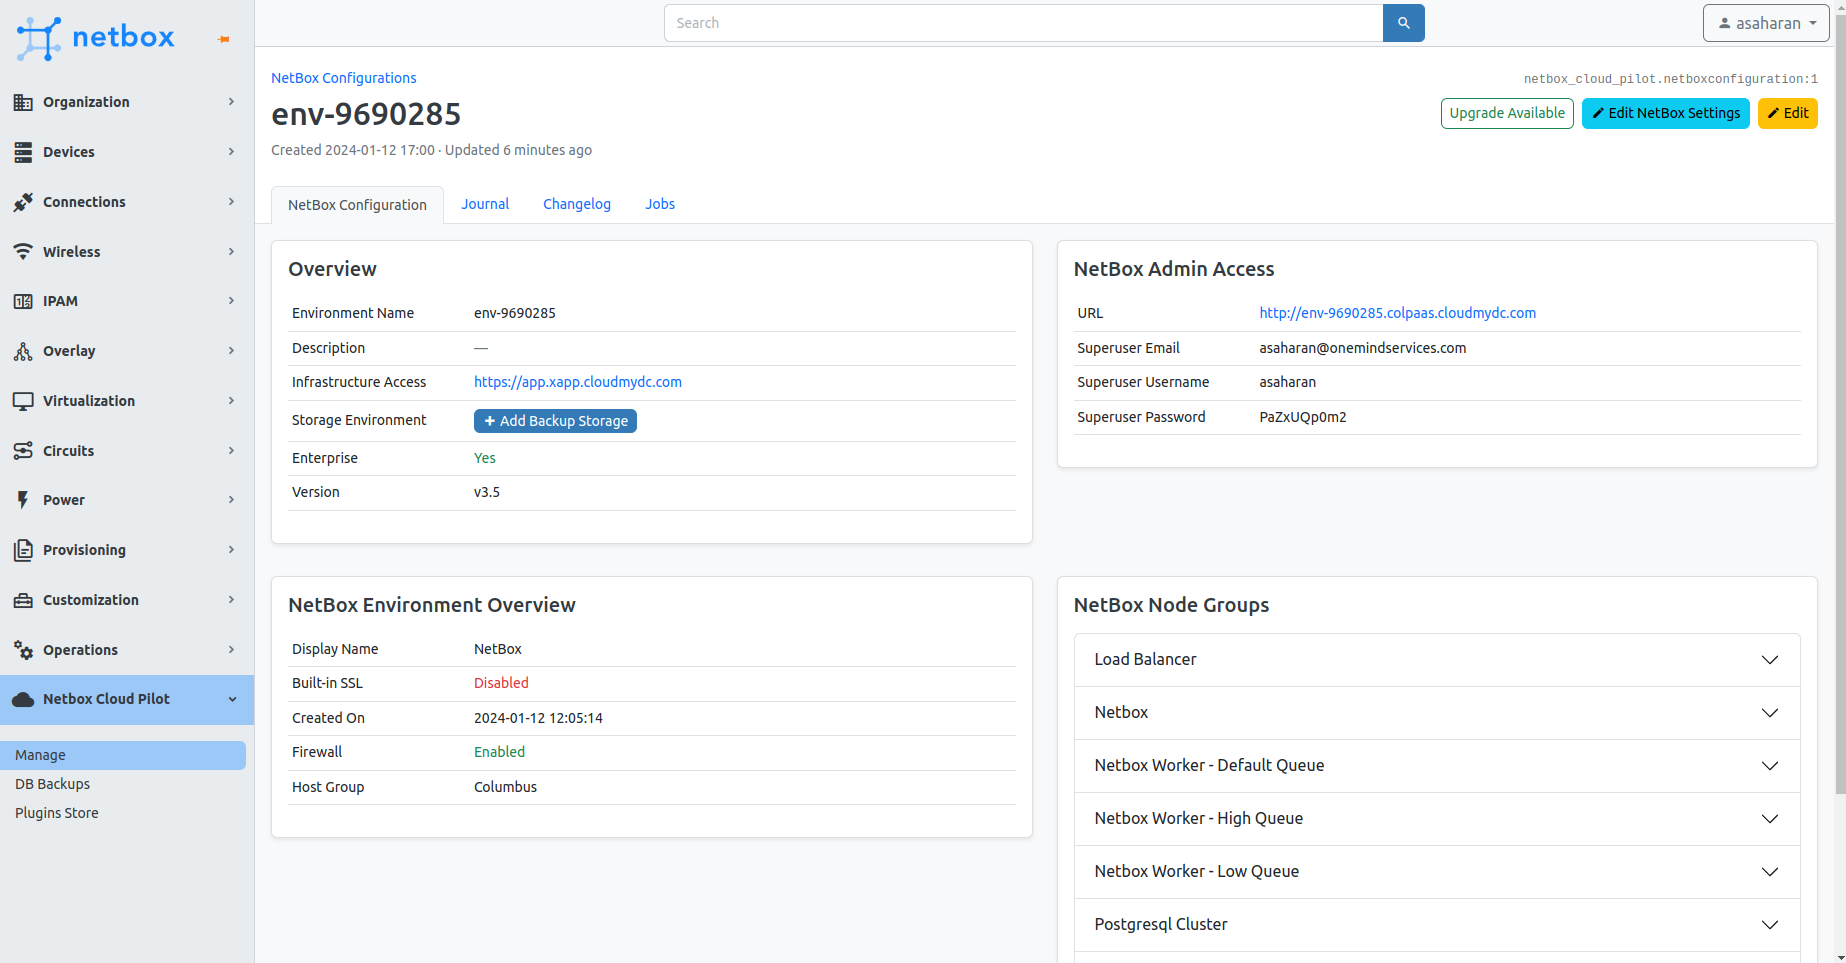 netbox
Search
asaharan
Organization
Devices
Connections
Wireless
IPAM
Overlay
Virtualization
Circuits
Power
Provisioning
Customization
Operations
Netbox Cloud Pilot
Manage
DB Backups
Plugins Store
NetBox Configurations
netbox_cloud_pilot.netboxconfiguration:1
env-9690285
Upgrade Available
Edit NetBox Settings
Edit
Created 2024-01-12 17:00 · Updated 6 minutes ago
NetBox Configuration
Journal
Changelog
Jobs
Overview
Environment Name env-9690285
Description —
Infrastructure Access https://app.xapp.cloudmydc.com
Storage Environment + Add Backup Storage
Enterprise Yes
Version v3.5
NetBox Admin Access
URL http://env-9690285.colpaas.cloudmydc.com
Superuser Email asaharan@onemindservices.com
Superuser Username asaharan
Superuser Password PaZxUQp0m2
NetBox Environment Overview
Display Name NetBox
Built-in SSL Disabled
Created On 2024-01-12 12:05:14
Firewall Enabled
Host Group Columbus
NetBox Node Groups
Load Balancer
Netbox
Netbox Worker - Default Queue
Netbox Worker - High Queue
Netbox Worker - Low Queue
Postgresql Cluster